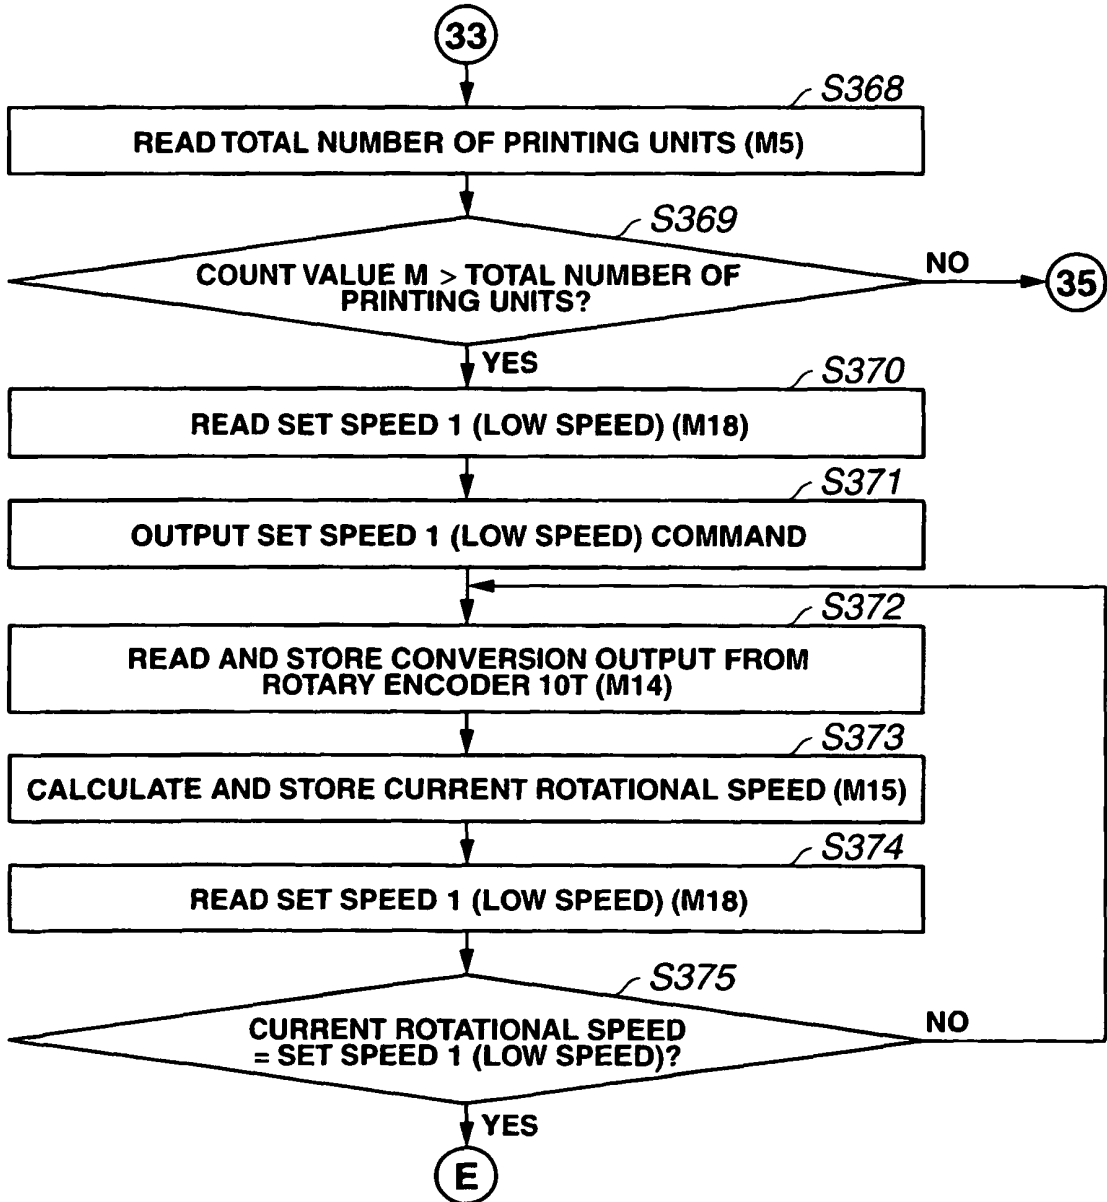 33
S368
READ TOTAL NUMBER OF PRINTING UNITS (M5)
S369
COUNT VALUE M > TOTAL NUMBER OF
PRINTING UNITS?
NO
35
YES
S370
READ SET SPEED 1 (LOW SPEED) (M18)
S371
OUTPUT SET SPEED 1 (LOW SPEED) COMMAND
S372
READ AND STORE CONVERSION OUTPUT FROM
ROTARY ENCODER 10T (M14)
S373
CALCULATE AND STORE CURRENT ROTATIONAL SPEED (M15)
S374
READ SET SPEED 1 (LOW SPEED) (M18)
S375
CURRENT ROTATIONAL SPEED
= SET SPEED 1 (LOW SPEED)?
NO
YES
E